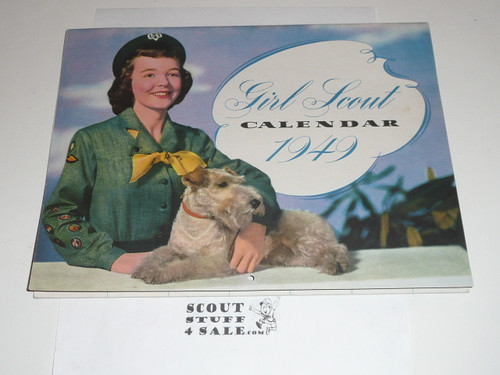 Girl Scout
CALENDAR
1949
SCOUT
STUFF
4 SALE.COM